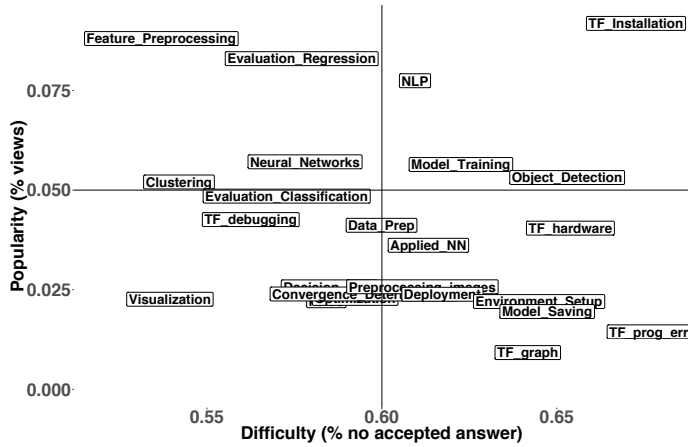 TF_Installation
Feature_Preprocessing
Evaluation_Regression
NLP
0.075
Neural_Networks
Model_Training
Object_Detection
Clustering
0.050
Evaluation_Classification
TF_debugging
Data_Prep
TF_hardware
Applied_NN
Popularity (% views)
Preprocessing_images
0.025
Deployment
Visualization
Environment_Setup
Model_Saving
TF_prog_err
TF_graph
0.000
0.55 0.60 0.65
Difficulty (% no accepted answer)